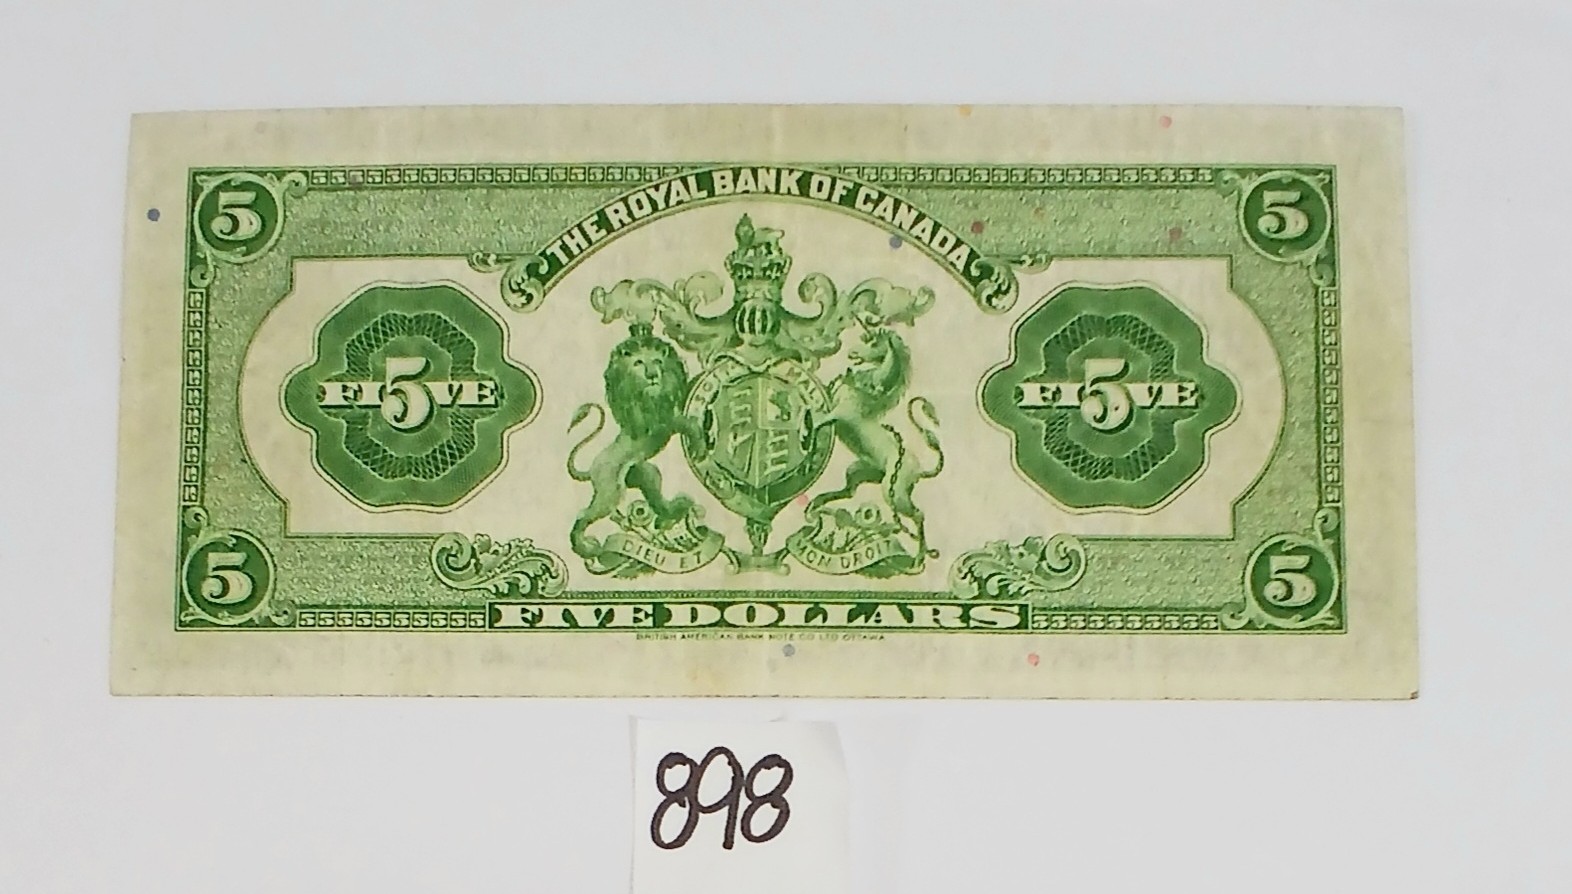 THE ROYAL BANK OF CANADA
5 5
FI5VE FI5VE
DIEU ET MON DROIT
5 5
FIVE DOLLARS
BRITISH AMERICAN BANK NOTE CO LTD OTTAWA
898